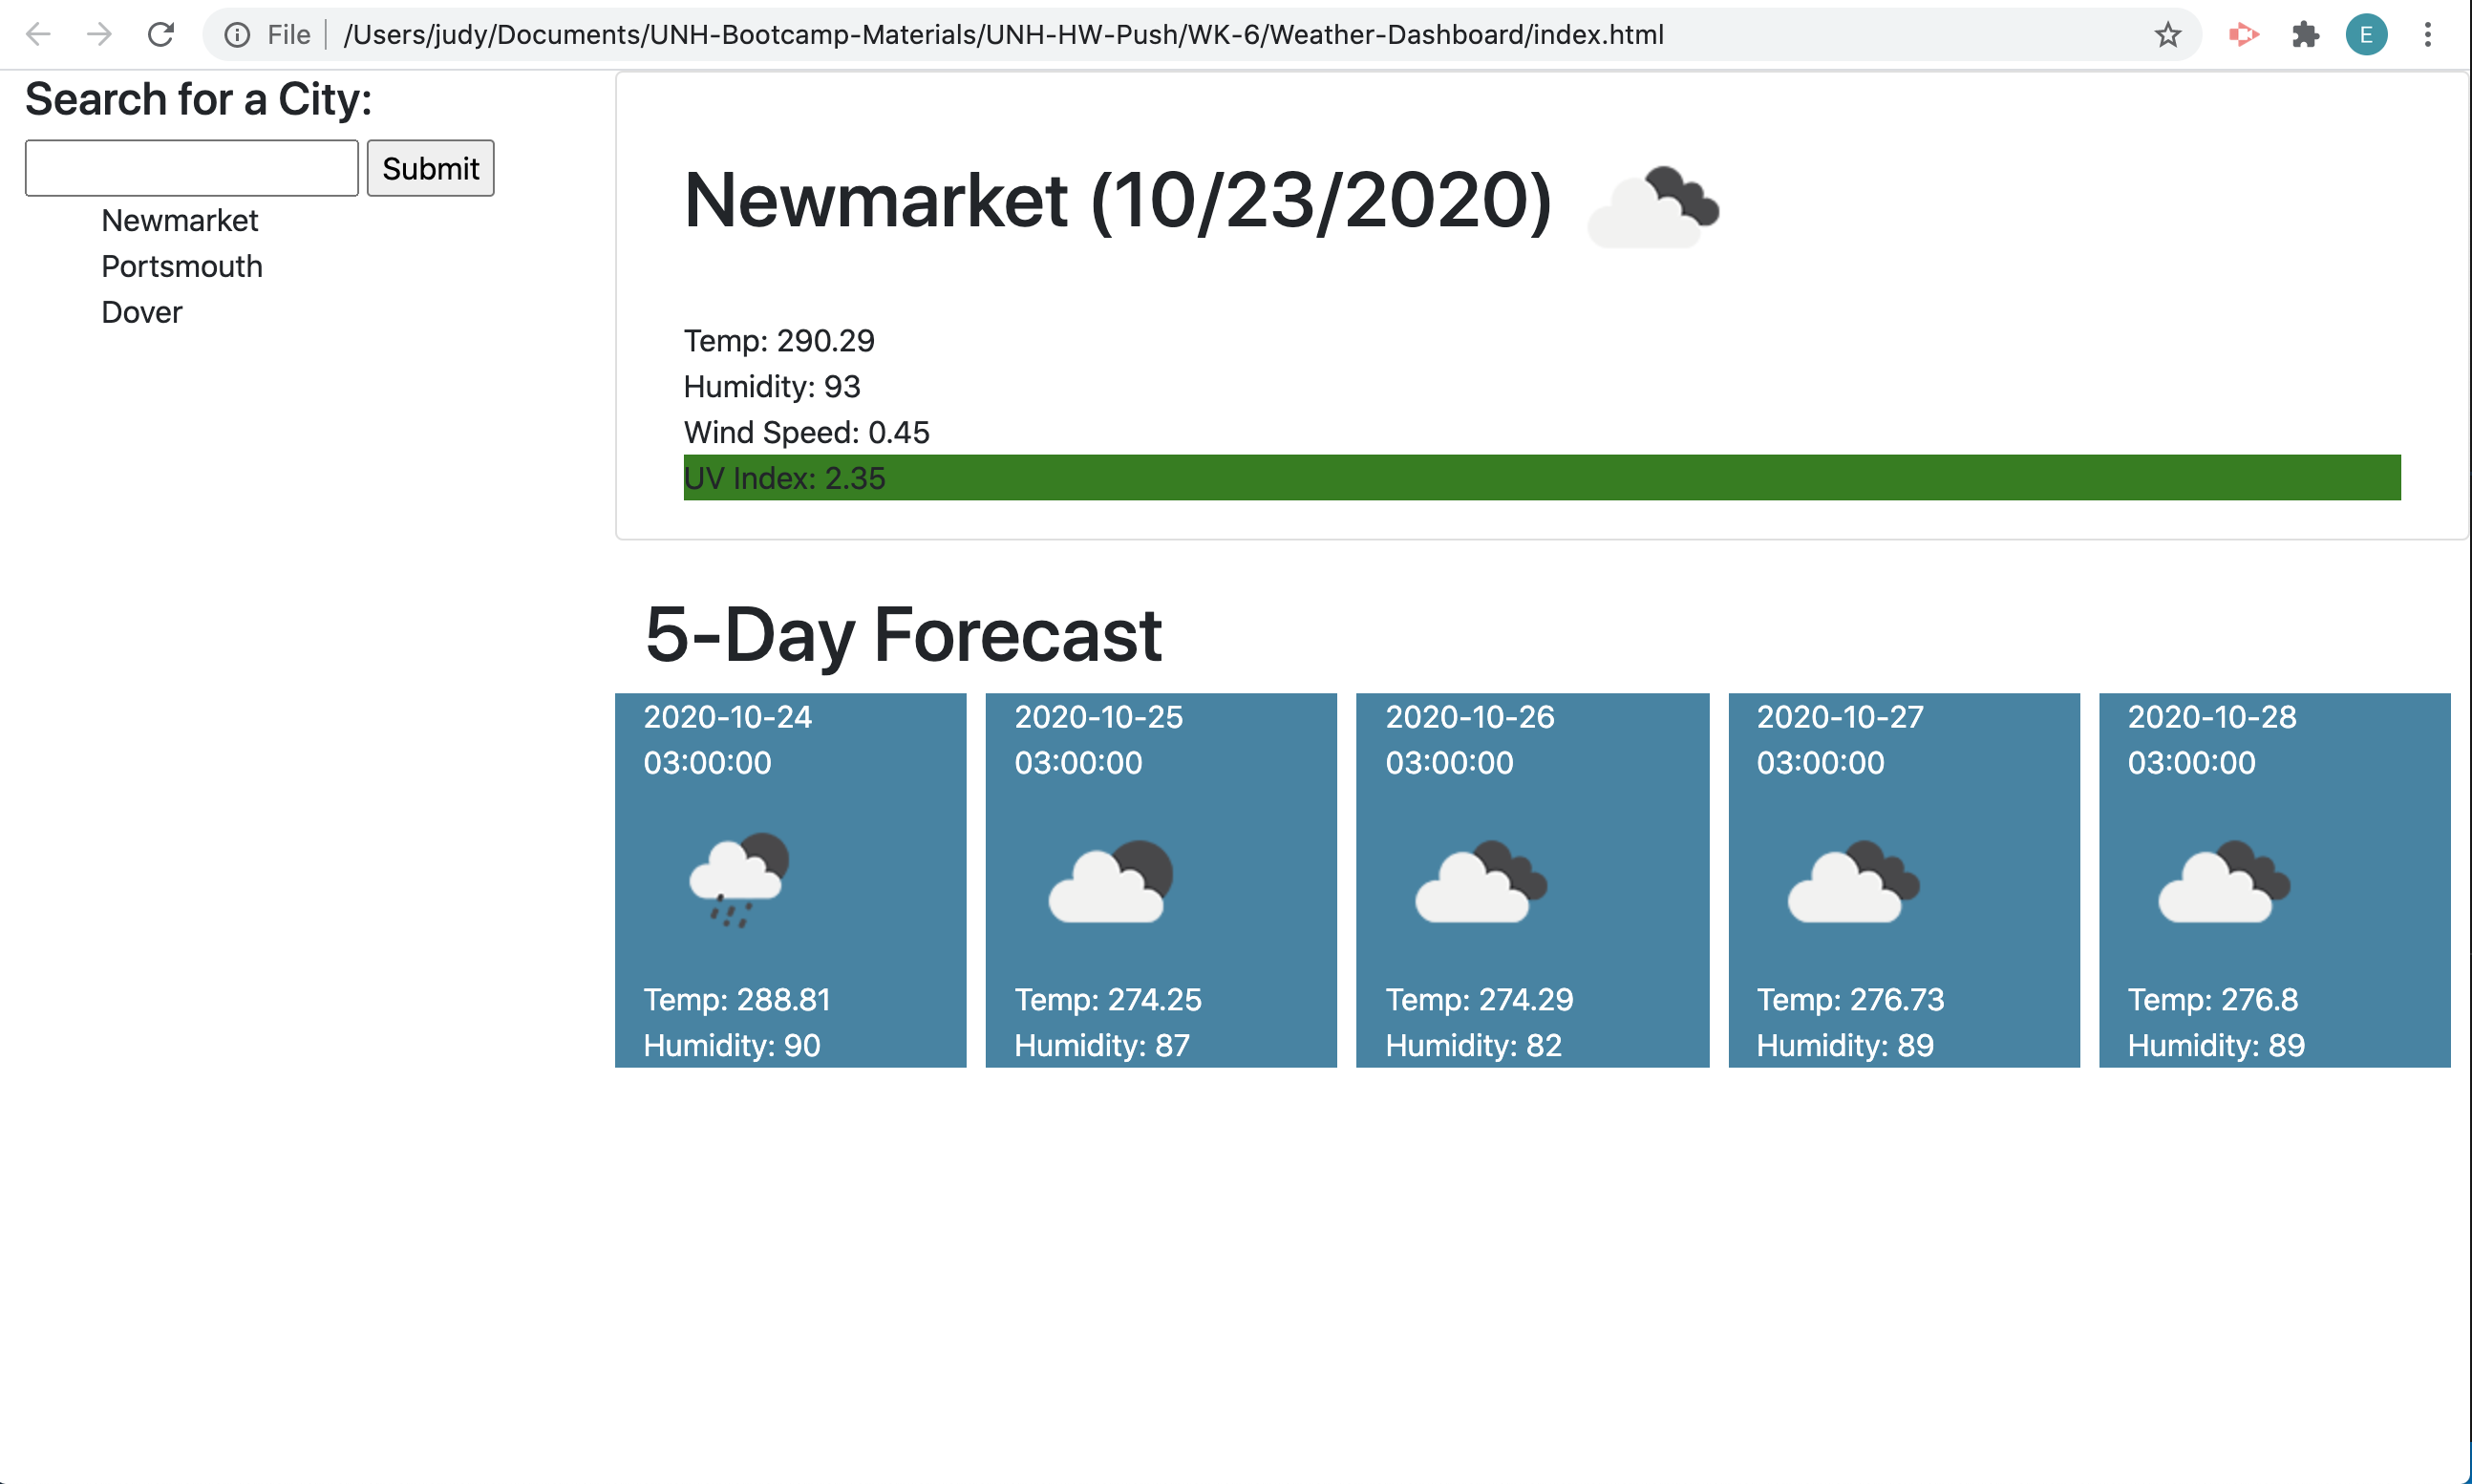 File
/Users/judy/Documents/UNH-Bootcamp-Materials/UNH-HW-Push/WK-6/Weather-Dashboard/index.html
E
Search for a City:
Submit
Newmarket
Portsmouth
Dover
Newmarket (10/23/2020)
Temp: 290.29
Humidity: 93
Wind Speed: 0.45
UV Index: 2.35
5-Day Forecast
2020-10-24
03:00:00
Temp: 288.81
Humidity: 90
2020-10-25
03:00:00
Temp: 274.25
Humidity: 87
2020-10-26
03:00:00
Temp: 274.29
Humidity: 82
2020-10-27
03:00:00
Temp: 276.73
Humidity: 89
2020-10-28
03:00:00
Temp: 276.8
Humidity: 89